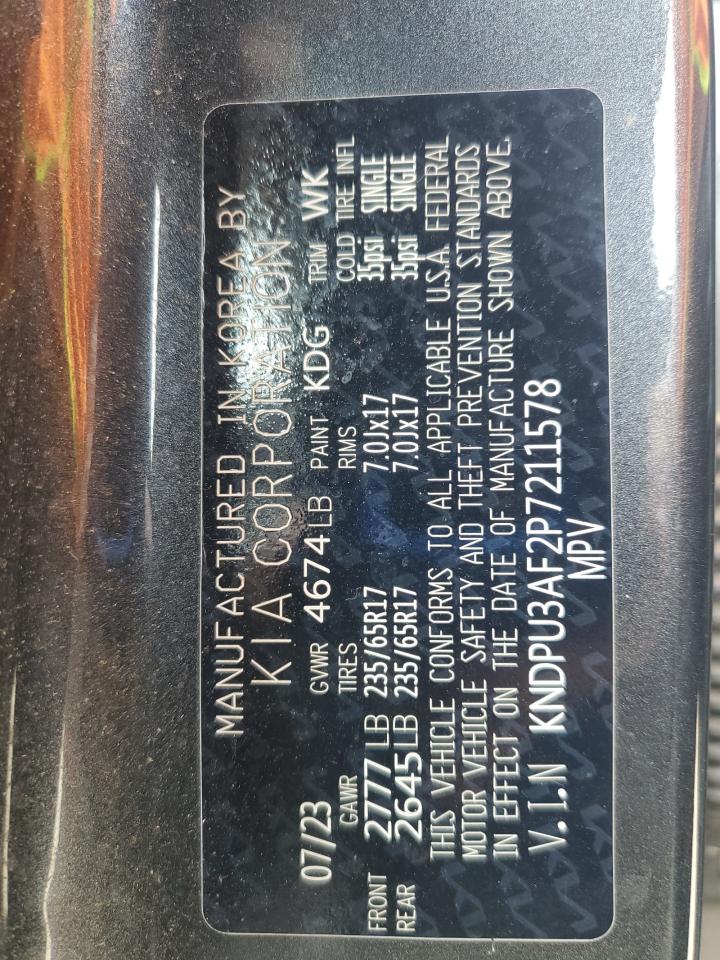 MANUFACTURED IN KOREA BY
KIA CORPORATION
07/23 GVWR 4674 LB PAINT KDG TRIM WK
GAWR TIRES RIMS COLD TIRE INFL
FRONT 2777 LB 235/65R17 7.0Jx17 35psi SINGLE
REAR 2645 LB 235/65R17 7.0Jx17 35psi SINGLE
THIS VEHICLE CONFORMS TO ALL APPLICABLE U.S.A. FEDERAL
MOTOR VEHICLE SAFETY AND THEFT PREVENTION STANDARDS
IN EFFECT ON THE DATE OF MANUFACTURE SHOWN ABOVE.
V.I.N KNDPU3AF2P7211578
MPV